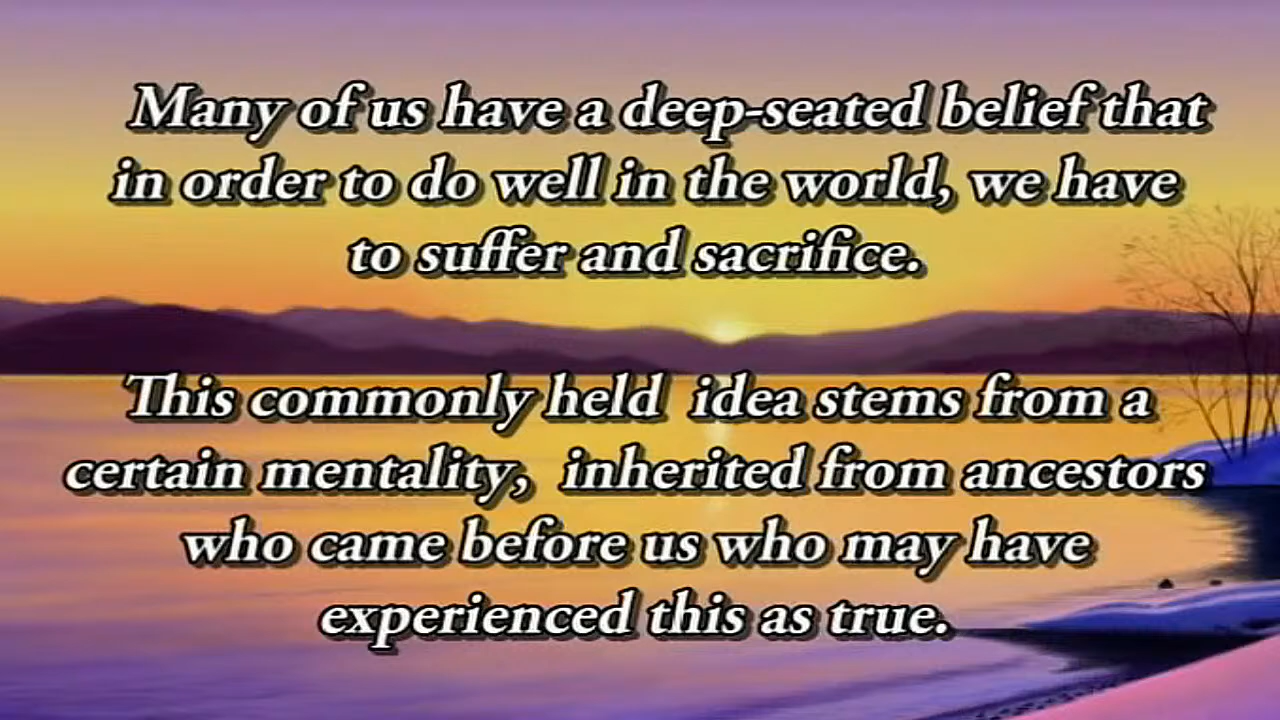 Many of us have a deep-seated belief that
in order to do well in the world, we have
to suffer and sacrifice.
This commonly held idea stems from a
certain mentality, inherited from ancestors
who came before us who may have
experienced this as true.